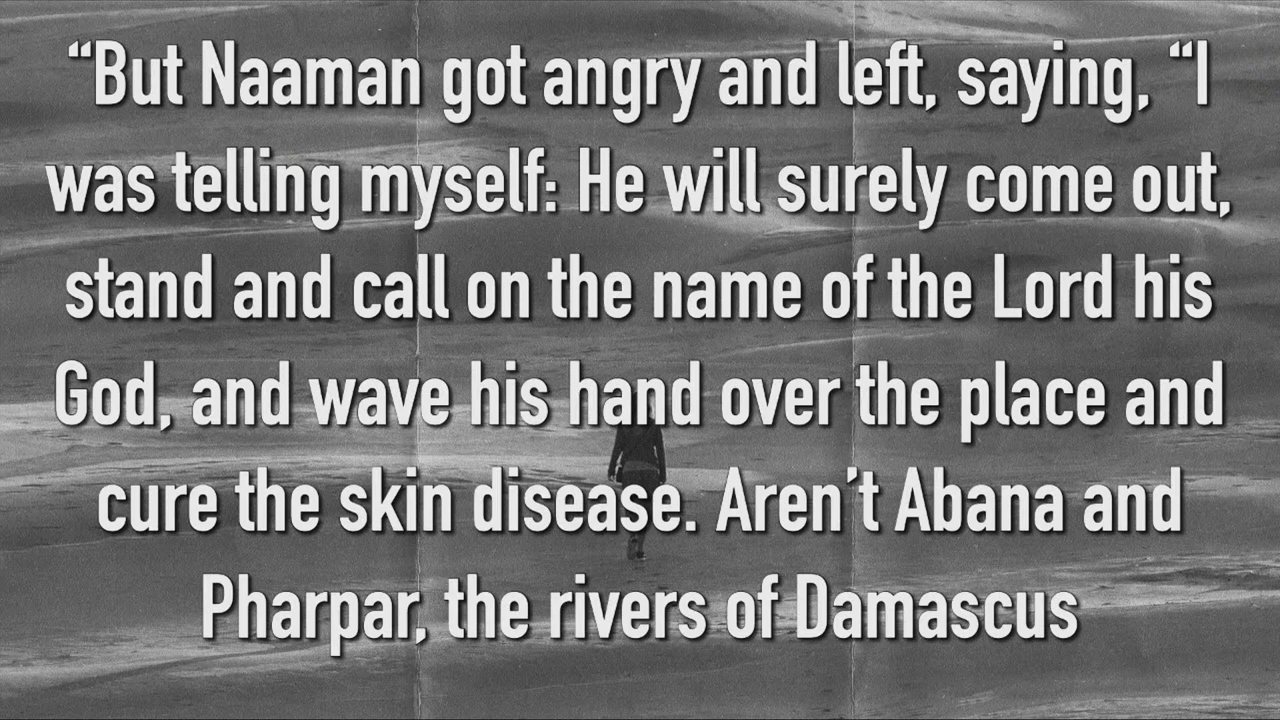 “But Naaman got angry and left, saying, “I
was telling myself: He will surely come out,
stand and call on the name of the Lord his
God, and wave his hand over the place and
cure the skin disease. Aren’t Abana and
Pharpar, the rivers of Damascus